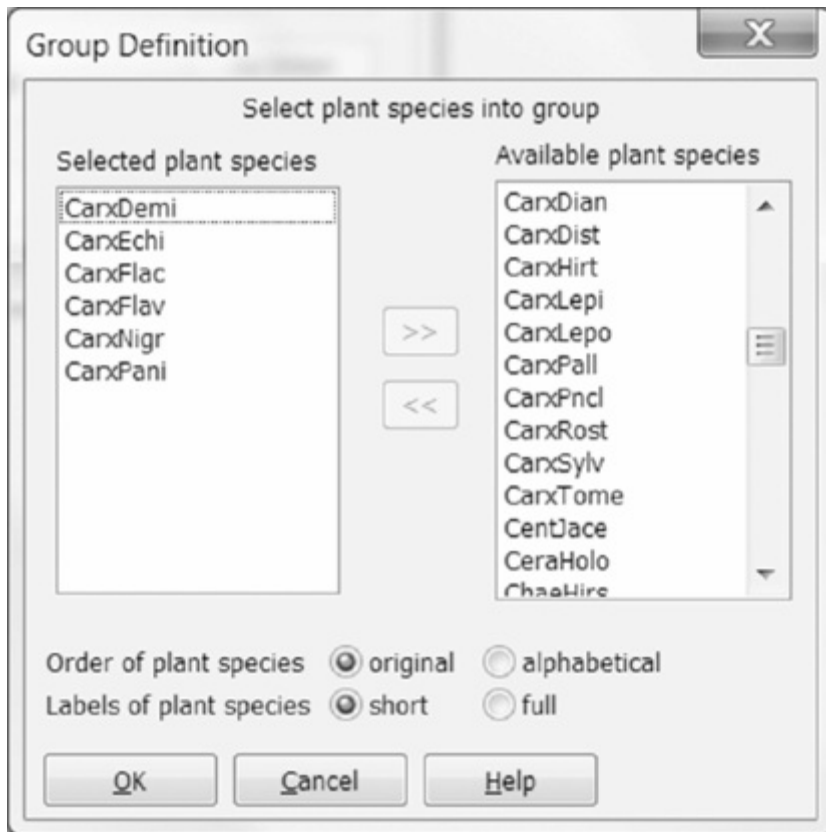 Group Definition
Select plant species into group
Selected plant species
CarxDemi
CarxEchi
CarxFlac
CarxFlav
CarxNigr
CarxPani
>>
<<
Available plant species
CarxDian
CarxDist
CarxHirt
CarxLepi
CarxLepo
CarxPall
CarxPncl
CarxRost
CarxSylv
CarxTome
CentJace
CeraHolo
ChaeHirs
Order of plant species original alphabetical
Labels of plant species short full
OK Cancel Help